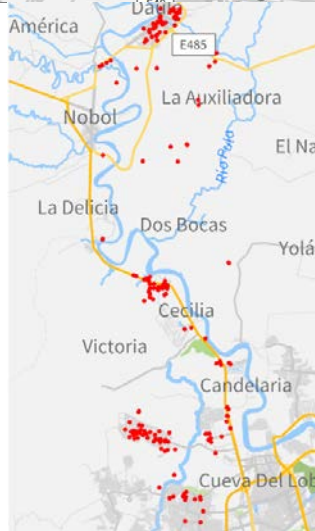 América
Daule
E485
La Auxiliadora
Nobol
El Na
Río Pula
La Delicia
Dos Bocas
Yolá
Cecilia
Victoria
Candelaria
Cueva Del Lob